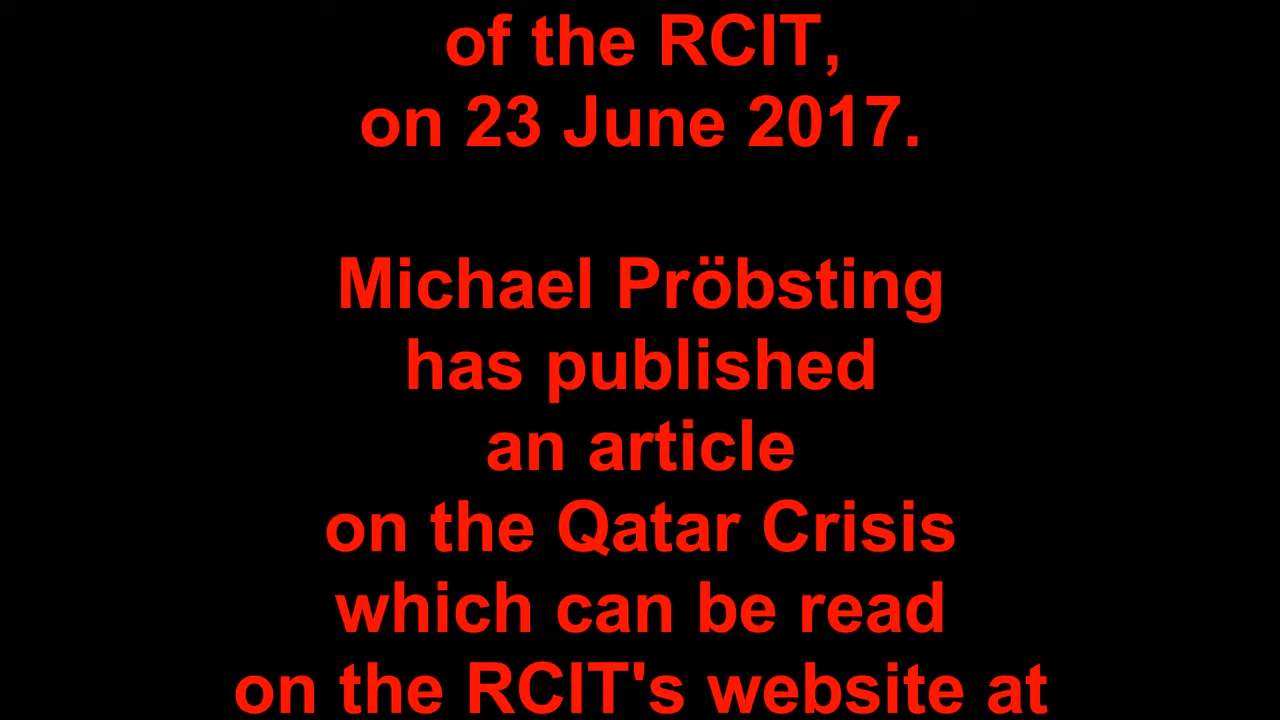 of the RCIT,
on 23 June 2017.
Michael Pröbsting
has published
an article
on the Qatar Crisis
which can be read
on the RCIT's website at